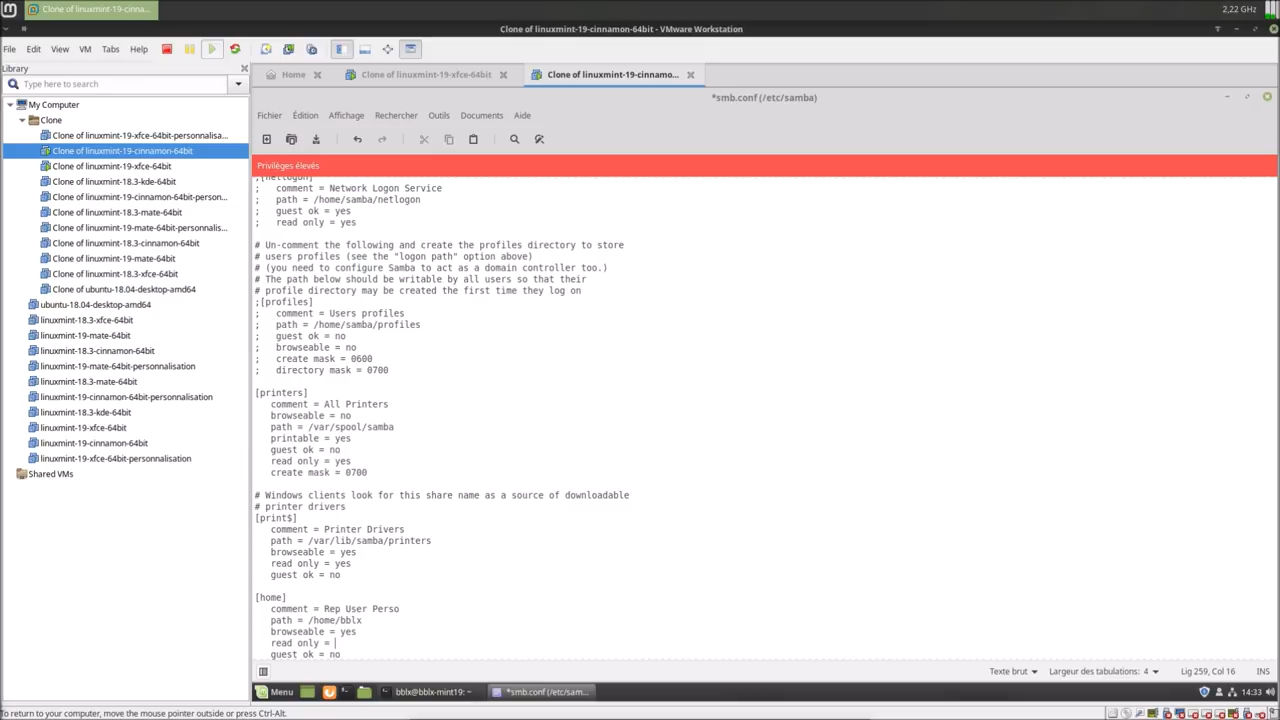 Clone of linuxmint-19-cinna...
2,22 GHz
Clone of linuxmint-19-cinnamon-64bit - VMware Workstation
File Edit View VM Tabs Help
Library
Home
Clone of linuxmint-19-xfce-64bit
Clone of linuxmint-19-cinnamo...
Type here to search
My Computer
Clone
Clone of linuxmint-19-xfce-64bit-personnalisa...
Clone of linuxmint-19-cinnamon-64bit
Clone of linuxmint-19-xfce-64bit
Clone of linuxmint-18.3-kde-64bit
Clone of linuxmint-19-cinnamon-64bit-person...
Clone of linuxmint-18.3-mate-64bit
Clone of linuxmint-19-mate-64bit-personnalis...
Clone of linuxmint-18.3-cinnamon-64bit
Clone of linuxmint-19-mate-64bit
Clone of linuxmint-18.3-xfce-64bit
Clone of ubuntu-18.04-desktop-amd64
ubuntu-18.04-desktop-amd64
linuxmint-18.3-xfce-64bit
linuxmint-19-mate-64bit
linuxmint-18.3-cinnamon-64bit
linuxmint-19-mate-64bit-personnalisation
linuxmint-18.3-mate-64bit
linuxmint-19-cinnamon-64bit-personnalisation
linuxmint-18.3-kde-64bit
linuxmint-19-xfce-64bit
linuxmint-19-cinnamon-64bit
linuxmint-19-xfce-64bit-personnalisation
Shared VMs
*smb.conf (/etc/samba)
Fichier Édition Affichage Rechercher Outils Documents Aide
Privilèges élevés
;[netlogon]
;   comment = Network Logon Service
;   path = /home/samba/netlogon
;   guest ok = yes
;   read only = yes
# Un-comment the following and create the profiles directory to store
# users profiles (see the "logon path" option above)
# (you need to configure Samba to act as a domain controller too.)
# The path below should be writable by all users so that their
# profile directory may be created the first time they log on
;[profiles]
;   comment = Users profiles
;   path = /home/samba/profiles
;   guest ok = no
;   browseable = no
;   create mask = 0600
;   directory mask = 0700
[printers]
   comment = All Printers
   browseable = no
   path = /var/spool/samba
   printable = yes
   guest ok = no
   read only = yes
   create mask = 0700
# Windows clients look for this share name as a source of downloadable
# printer drivers
[print$]
   comment = Printer Drivers
   path = /var/lib/samba/printers
   browseable = yes
   read only = yes
   guest ok = no
[home]
   comment = Rep User Perso
   path = /home/bblx
   browseable = yes
   read only =
   guest ok = no
Texte brut Largeur des tabulations: 4 Lig 259, Col 16 INS
Menu
bblx@bblx-mint19: ~
*smb.conf (/etc/sam...
14:33
To return to your computer, move the mouse pointer outside or press Ctrl-Alt.